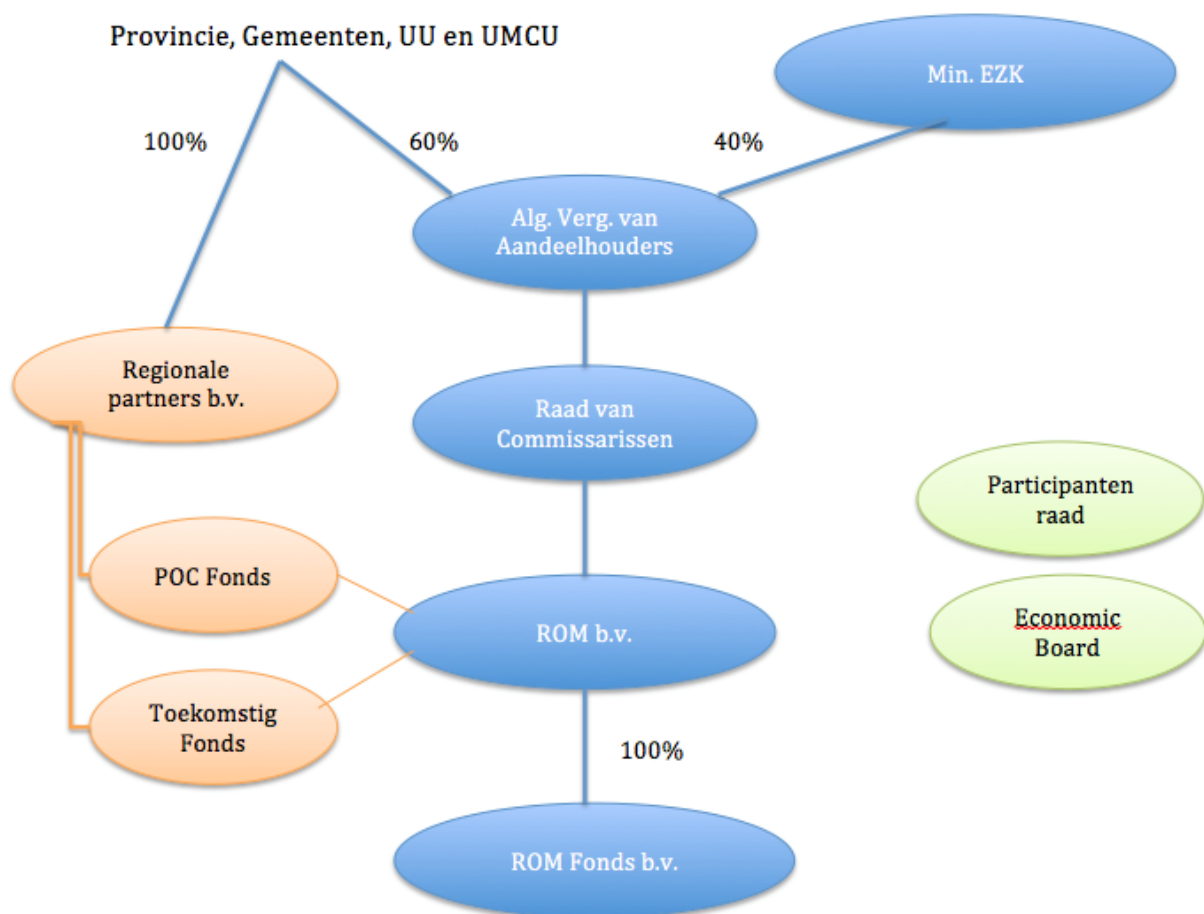 Provincie, Gemeenten, UU en UMCU
Min. EZK
100%
60%
40%
Alg. Verg. van
Aandeelhouders
Regionale
partners b.v.
Raad van
Commissarissen
Participanten
raad
POC Fonds
ROM b.v.
Economic
Board
Toekomstig
Fonds
100%
ROM Fonds b.v.